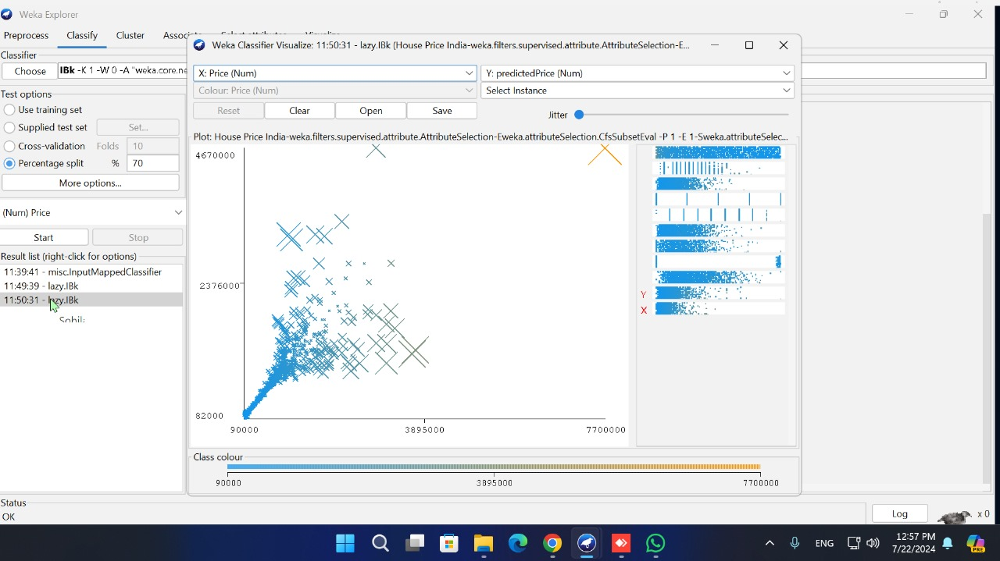 Weka Explorer
Preprocess Classify Cluster
Weka Classifier Visualize: 11:50:31 - lazy.IBk (House Price India-weka.filters.supervised.attribute.AttributeSelection-E...
Classifier
Choose IBk -K 1 -W 0 -A "weka.core.ne
X: Price (Num) Y: predictedPrice (Num)
Colour: Price (Num) Select Instance
Reset Clear Open Save Jitter
Test options
Use training set
Supplied test set Set...
Cross-validation Folds 10
Percentage split % 70
More options...
(Num) Price
Start Stop
Result list (right-click for options)
11:39:41 - misc.InputMappedClassifier
11:49:39 - lazy.IBk
11:50:31 - lazy.IBk
Plot: House Price India-weka.filters.supervised.attribute.AttributeSelection-Eweka.attributeSelection.CfsSubsetEval -P 1 -E 1-Sweka.attributeSelec...
4670000
2376000
82000
90000 3895000 7700000
Y
X
Class colour
90000 3895000 7700000
Status
OK
Log x 0
ENG
12:57 PM
7/22/2024
PRE